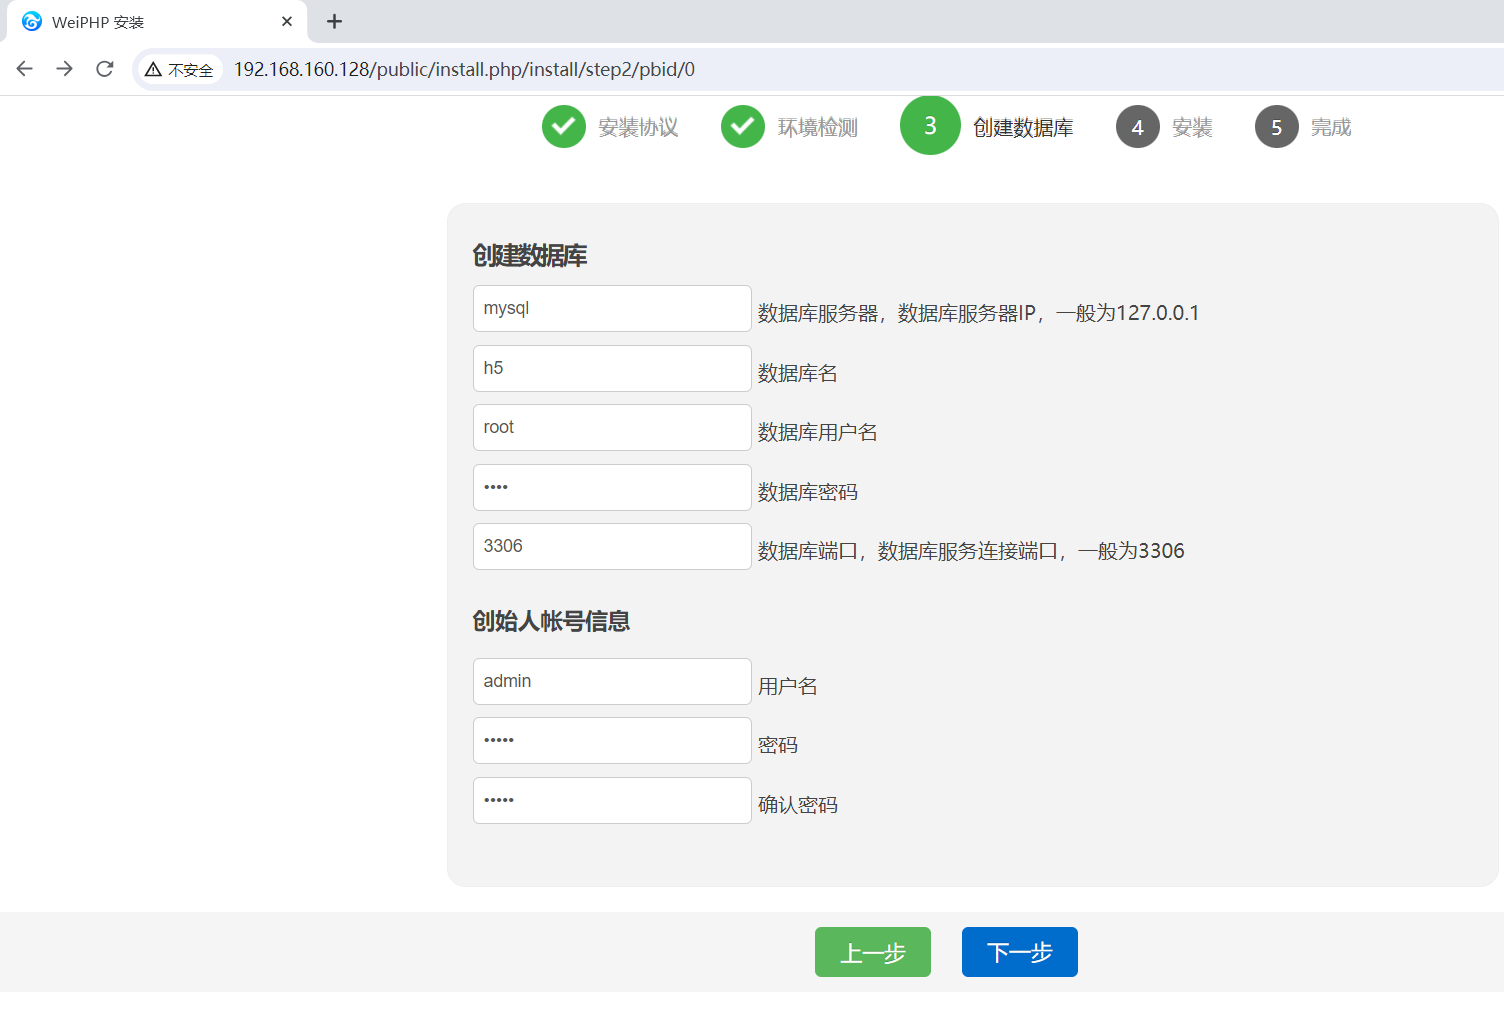 WeiPHP 安装
不安全 192.168.160.128/public/install.php/install/step2/pbid/0
安装协议 环境检测 3 创建数据库 4 安装 5 完成
创建数据库
mysql 数据库服务器，数据库服务器IP，一般为127.0.0.1
h5 数据库名
root 数据库用户名
•••• 数据库密码
3306 数据库端口，数据库服务连接端口，一般为3306
创始人帐号信息
admin 用户名
••••• 密码
••••• 确认密码
上一步 下一步